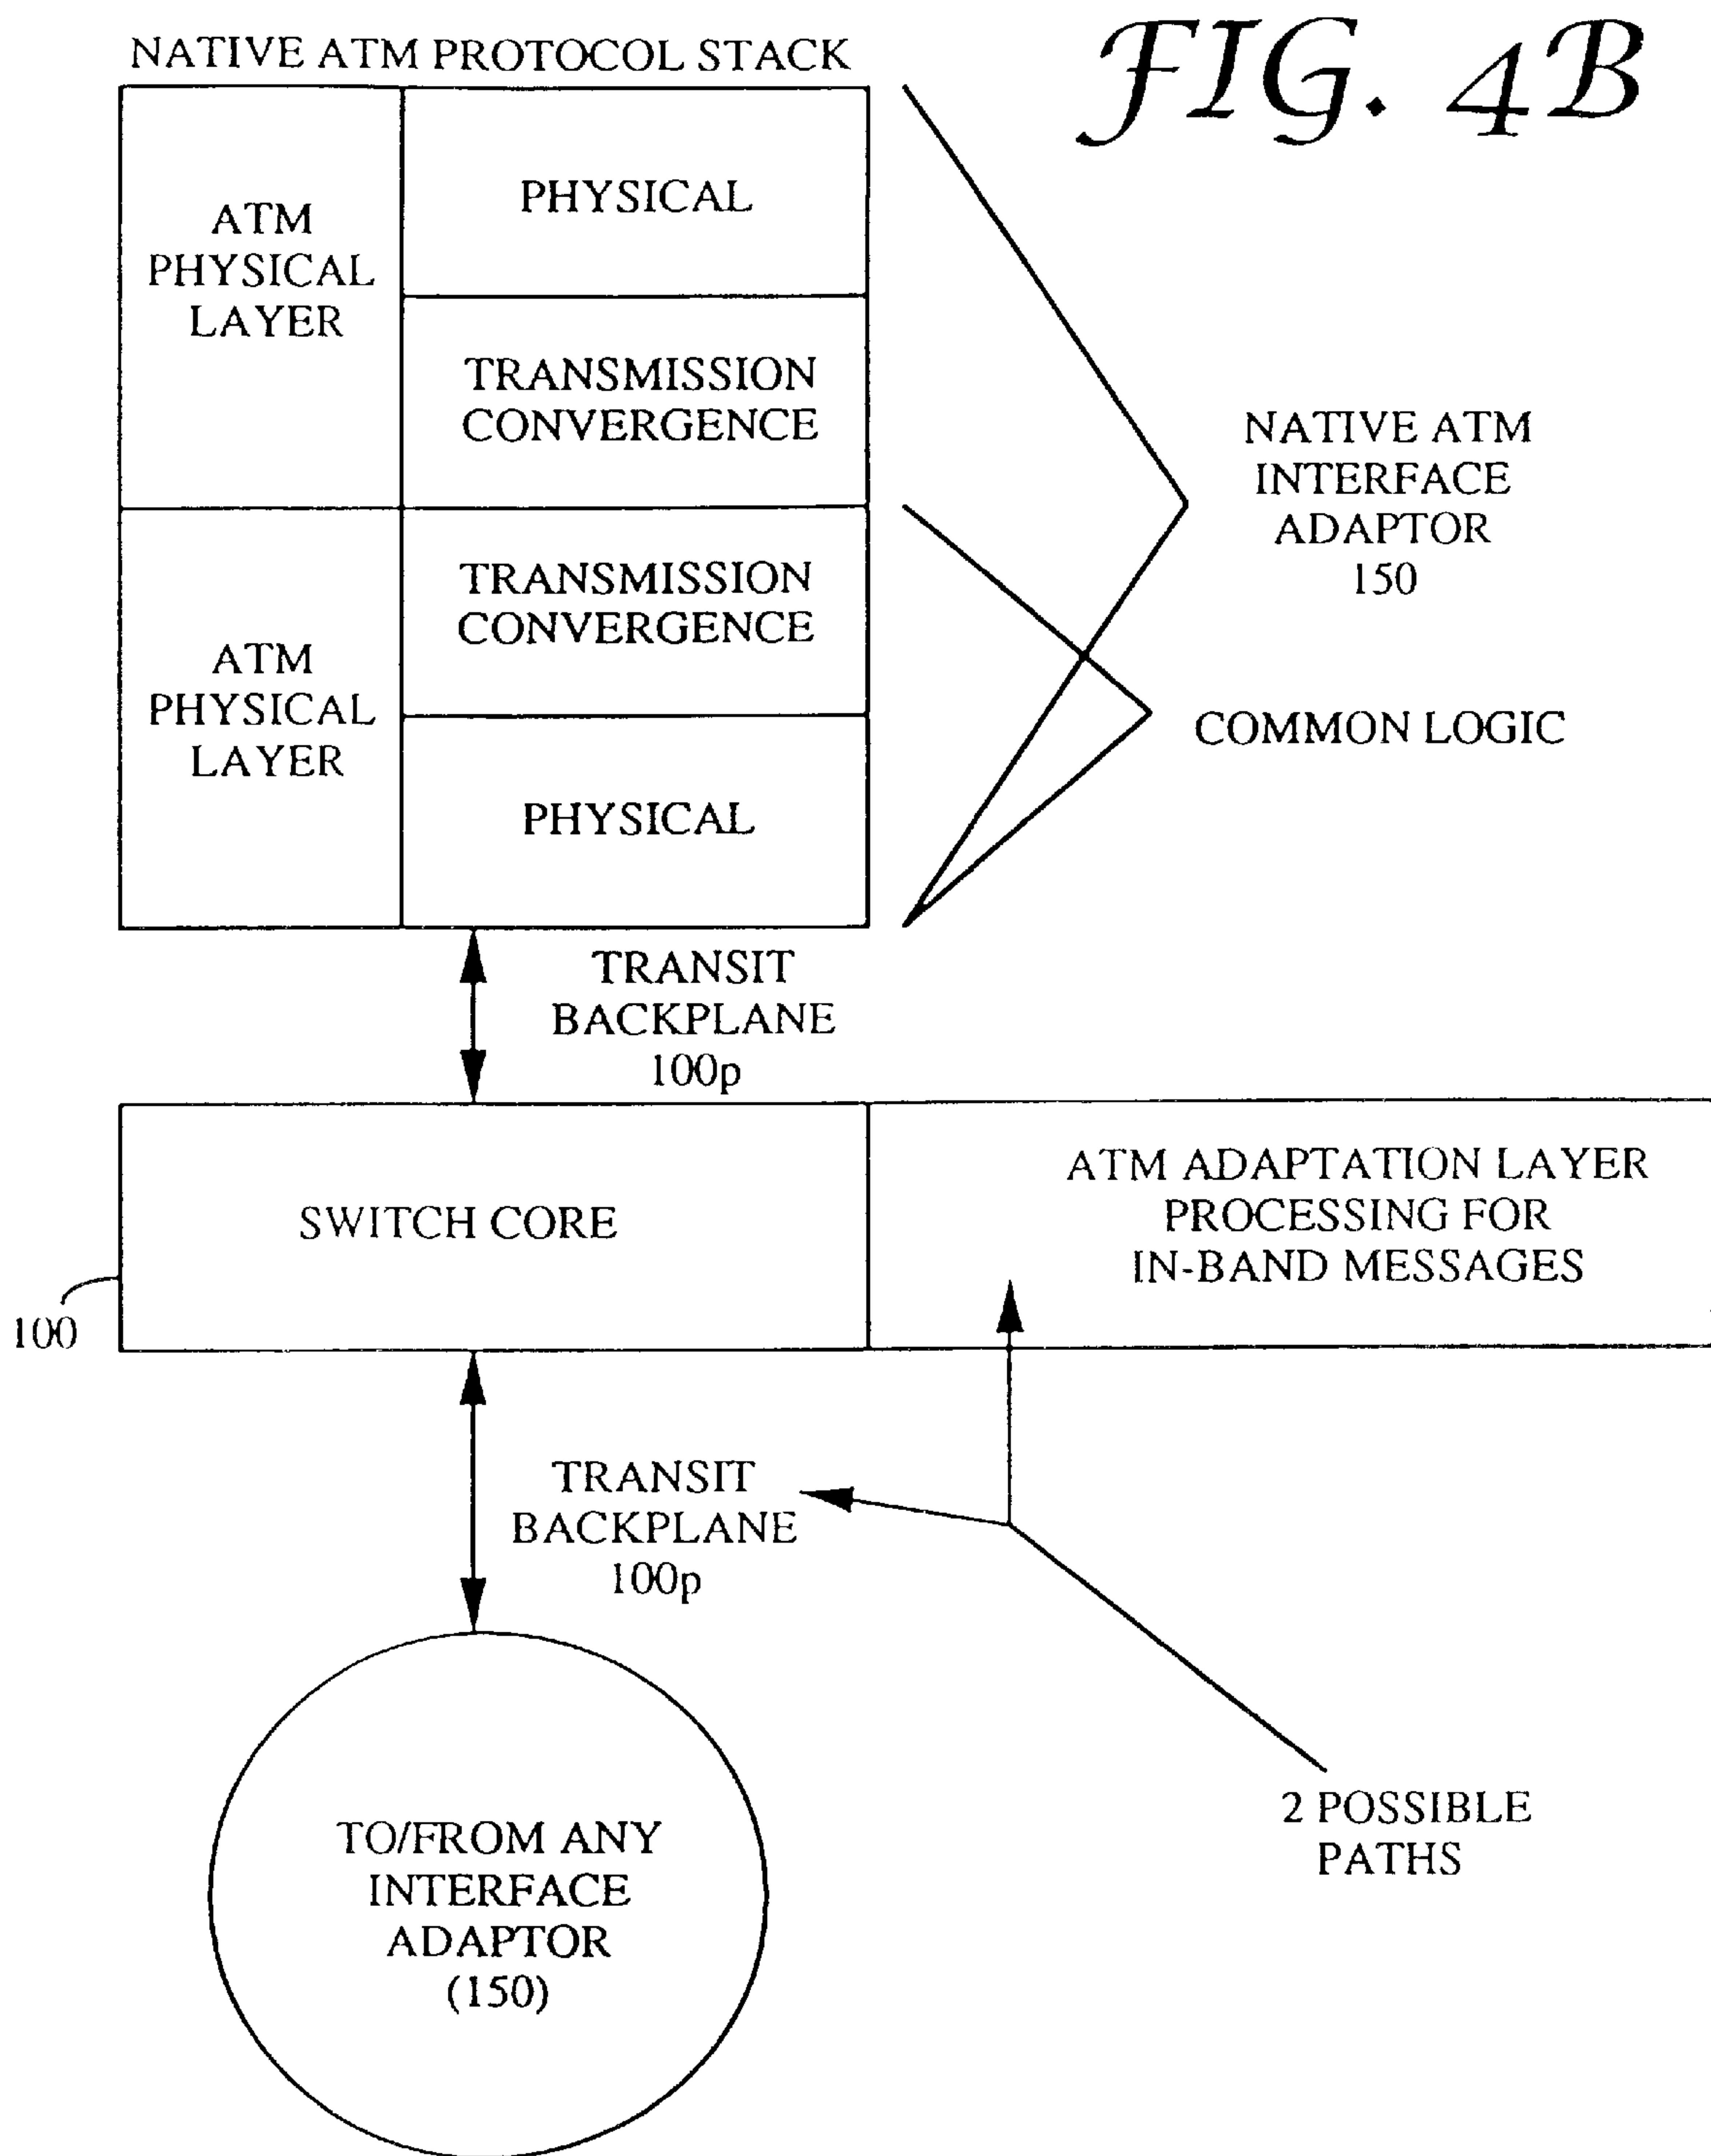 FIG. 4B
NATIVE ATM PROTOCOL STACK
ATM
PHYSICAL
LAYER
PHYSICAL
TRANSMISSION
CONVERGENCE
ATM
PHYSICAL
LAYER
TRANSMISSION
CONVERGENCE
PHYSICAL
NATIVE ATM
INTERFACE
ADAPTOR
150
COMMON LOGIC
TRANSIT
BACKPLANE
100p
SWITCH CORE
100
ATM ADAPTATION LAYER
PROCESSING FOR
IN-BAND MESSAGES
TRANSIT
BACKPLANE
100p
2 POSSIBLE
PATHS
TO/FROM ANY
INTERFACE
ADAPTOR
(150)